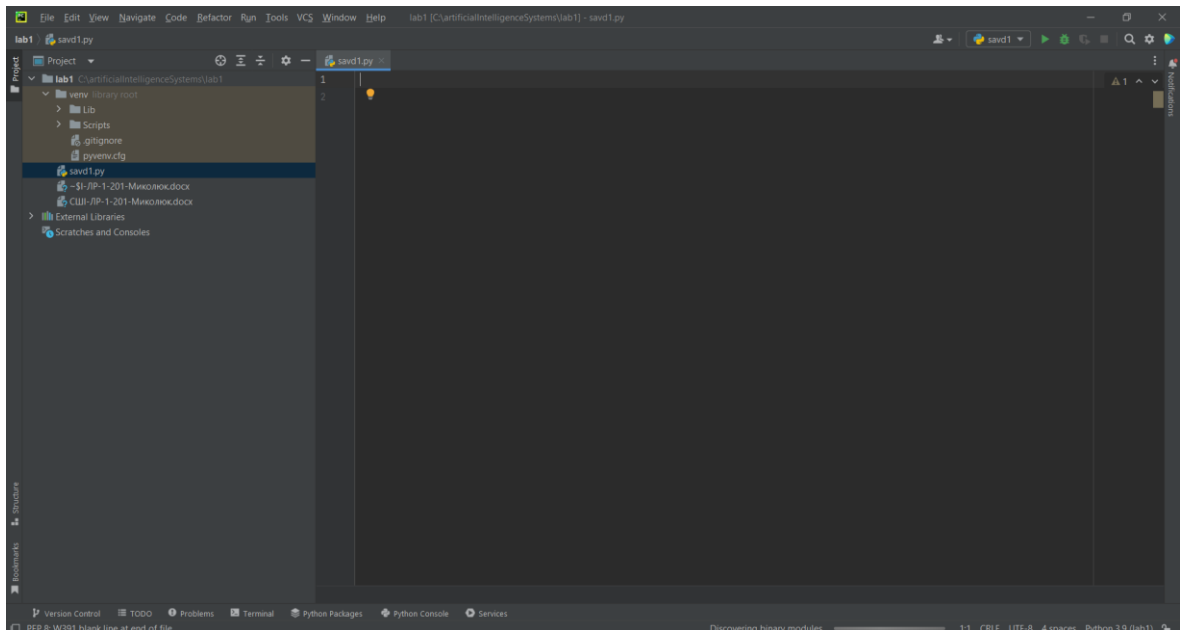 File Edit View Navigate Code Refactor Run Tools VCS Window Help lab1 [C:\artificialIntelligenceSystems\lab1] - savd1.py
lab1 savd1.py
savd1
Project
Project
savd1.py
lab1 C:\artificialIntelligenceSystems\lab1
venv library root
Lib
Scripts
.gitignore
pyvenv.cfg
savd1.py
~$І-ЛР-1-201-Миколюк.docx
СШІ-ЛР-1-201-Миколюк.docx
External Libraries
Scratches and Consoles
1
2
1
Notifications
Structure
Bookmarks
Version Control TODO Problems Terminal Python Packages Python Console Services
PEP 8: W391 blank line at end of file
Discovering binary modules 1:1 CRLF UTF-8 4 spaces Python 3.9 (lab1)